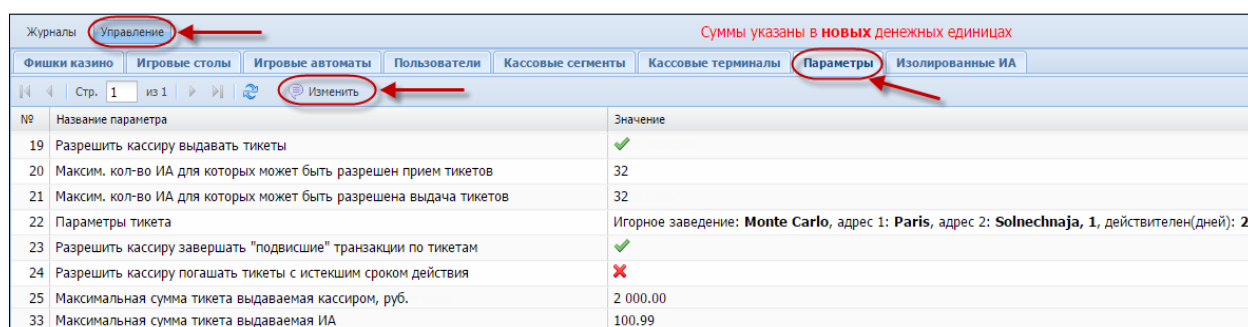 Журналы Управление Суммы указаны в новых денежных единицах
Фишки казино Игровые столы Игровые автоматы Пользователи Кассовые сегменты Кассовые терминалы Параметры Изолированные ИА
Стр. 1 из 1 Изменить
№ Название параметра Значение
19 Разрешить кассиру выдавать тикеты
20 Максим. кол-во ИА для которых может быть разрешен прием тикетов 32
21 Максим. кол-во ИА для которых может быть разрешена выдача тикетов 32
22 Параметры тикета Игорное заведение: Monte Carlo, адрес 1: Paris, адрес 2: Solnechnaja, 1, действителен(дней): 2
23 Разрешить кассиру завершать "подвисшие" транзакции по тикетам
24 Разрешить кассиру погашать тикеты с истекшим сроком действия
25 Максимальная сумма тикета выдаваемая кассиром, руб. 2 000.00
33 Максимальная сумма тикета выдаваемая ИА 100.99